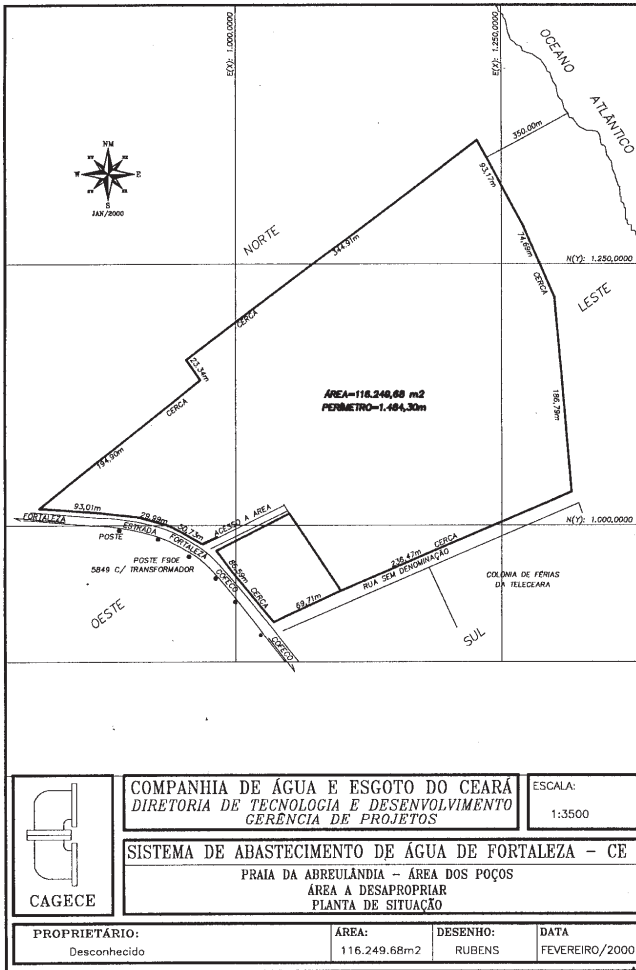 E(X): 1.000,0000
E(X): 1.250,0000
OCEANO
ATLÂNTICO
350.00m
NM
W
E
S
JAN/2000
NORTE
93,17m
344.91m
74,69m
N(Y): 1.250,0000
CERCA
LESTE
CERCA
23.34m
186,79m
ÁREA=116.249,68 m2
PERÍMETRO=1.484,30m
CERCA
194.90m
93,01m
28.99m
50.73m
ACESSO A AREA
FORTALEZA
ESTRADA
FORTALEZA
POSTE
N(Y): 1.000,0000
POSTE F90E
5849 C/ TRANSFORMADOR
COFECO
CERCA
236.47m
CERCA
RUA SEM DENOMINAÇÃO
69,71m
COLONIA DE FÉRIAS
DA TELECEARA
OESTE
SUL
COFECO
CAGECE
COMPANHIA DE ÁGUA E ESGOTO DO CEARÁ
DIRETORIA DE TECNOLOGIA E DESENVOLVIMENTO
GERÊNCIA DE PROJETOS
ESCALA:
1:3500
SISTEMA DE ABASTECIMENTO DE ÁGUA DE FORTALEZA – CE
PRAIA DA ABREULÂNDIA – ÁREA DOS POÇOS
ÁREA A DESAPROPRIAR
PLANTA DE SITUAÇÃO
PROPRIETÁRIO:
Desconhecido
ÁREA:
116.249.68m2
DESENHO:
RUBENS
DATA
FEVEREIRO/2000